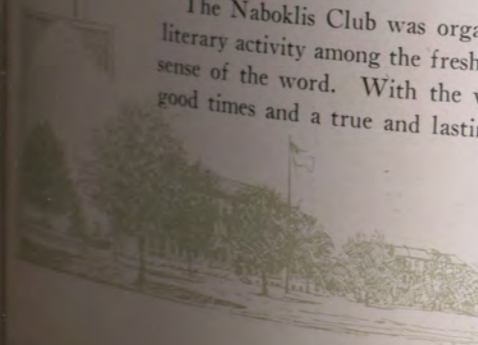 The Naboklis Club was orga
literary activity among the fresh
sense of the word. With the
good times and a true and lasti